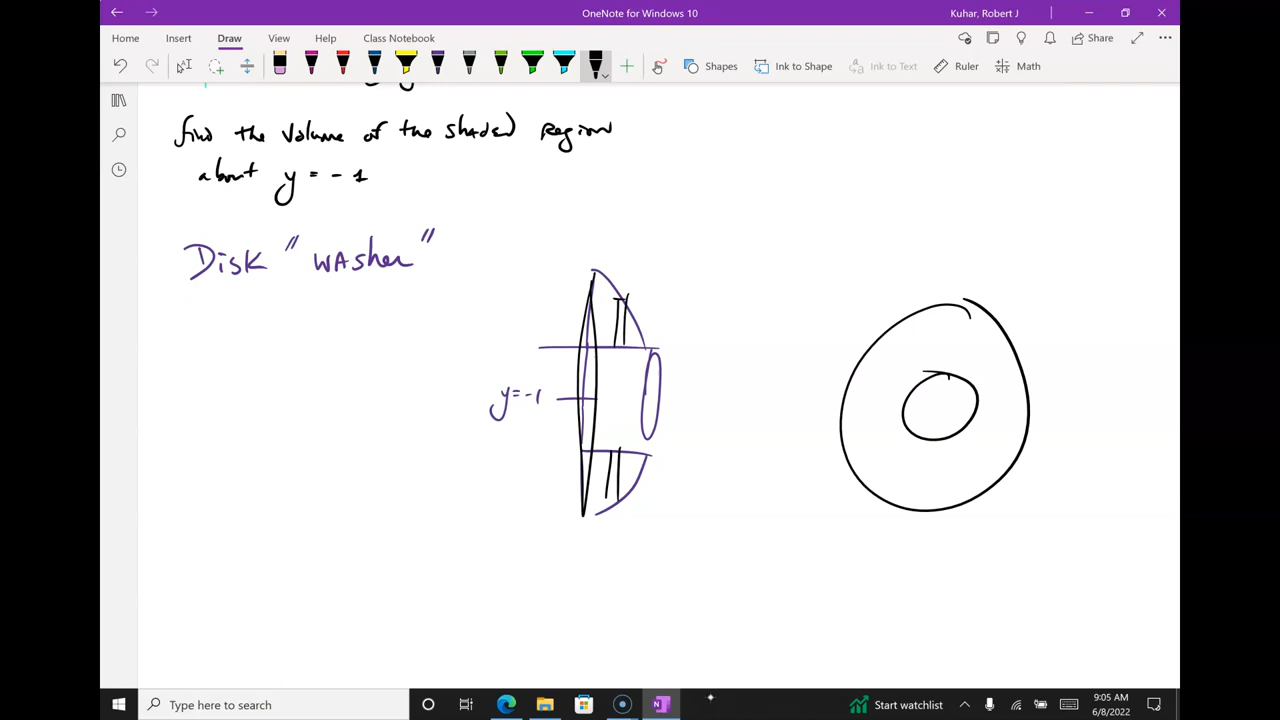 OneNote for Windows 10
Kuhar, Robert J
Home Insert Draw View Help Class Notebook
Share
Shapes Ink to Shape Ink to Text Ruler Math
find the volume of the shaded region
about y = -1
Disk "Washer"
y=-1
Type here to search
Start watchlist
9:05 AM
6/8/2022